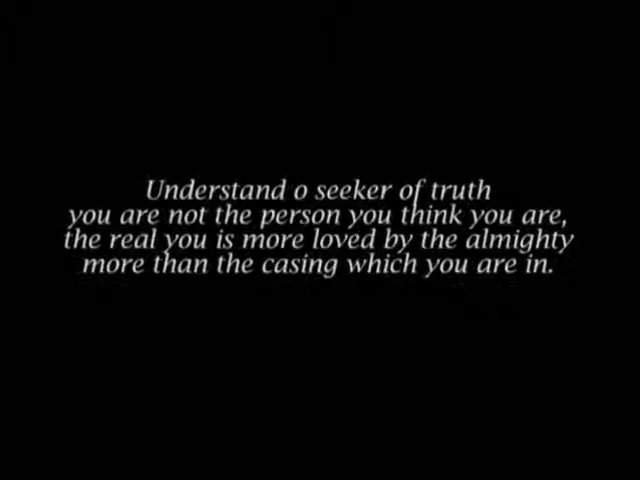 Understand o seeker of truth
you are not the person you think you are,
the real you is more loved by the almighty
more than the casing which you are in.